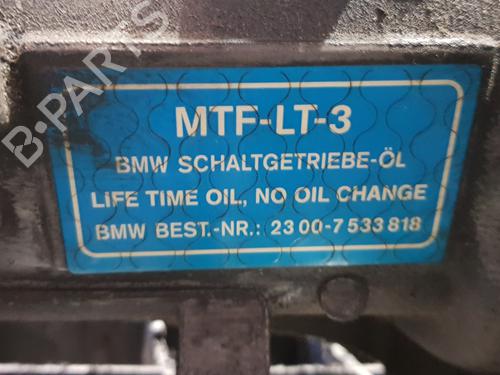 MTF-LT-3
BMW SCHALTGETRIEBE-ÖL
LIFE TIME OIL, NO OIL CHANGE
BMW BEST.-NR.: 23 00-7 533 818
B-PARTS